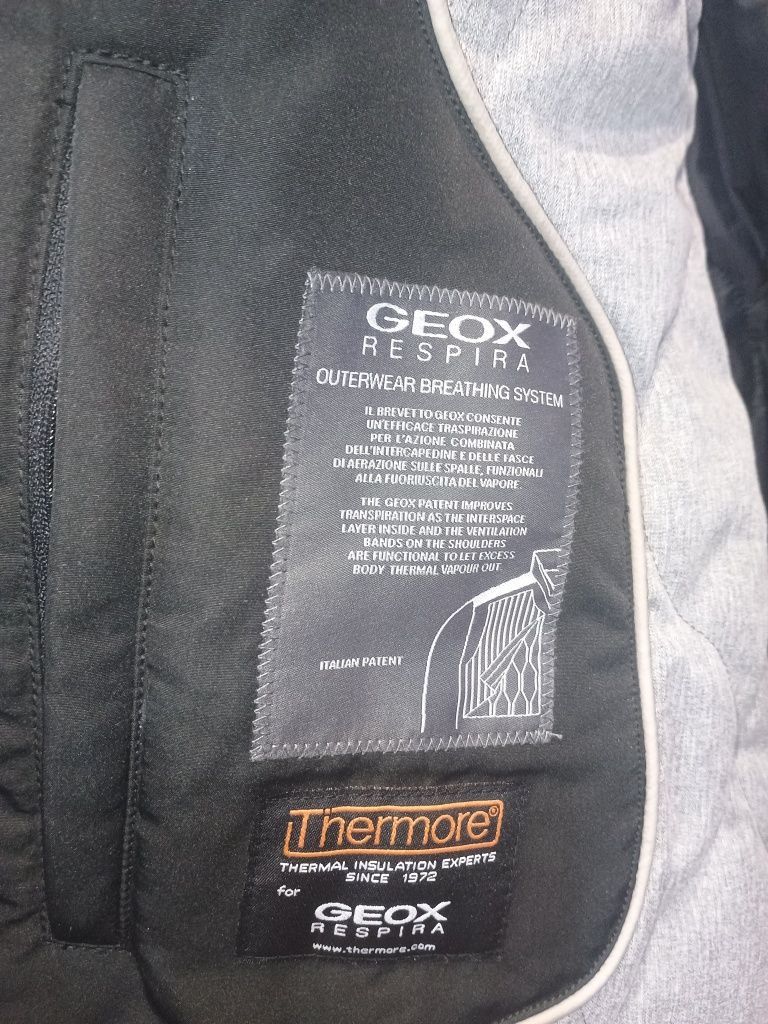 GEOX
RESPIRA
OUTERWEAR BREATHING SYSTEM
IL BREVETTO GEOX CONSENTE
UN'EFFICACE TRASPIRAZIONE
PER L'AZIONE COMBINATA
DELL'INTERCAPEDINE E DELLE FASCE
DI AERAZIONE SULLE SPALLE, FUNZIONALI
ALLA FUORIUSCITA DEL VAPORE
THE GEOX PATENT IMPROVES
TRANSPIRATION AS THE INTERSPACE
LAYER INSIDE AND THE VENTILATION
BANDS ON THE SHOULDERS
ARE FUNCTIONAL TO LET EXCESS
BODY THERMAL VAPOUR OUT.
ITALIAN PATENT
Thermore®
THERMAL INSULATION EXPERTS
SINCE 1972
for
GEOX
RESPIRA
www.thermore.com